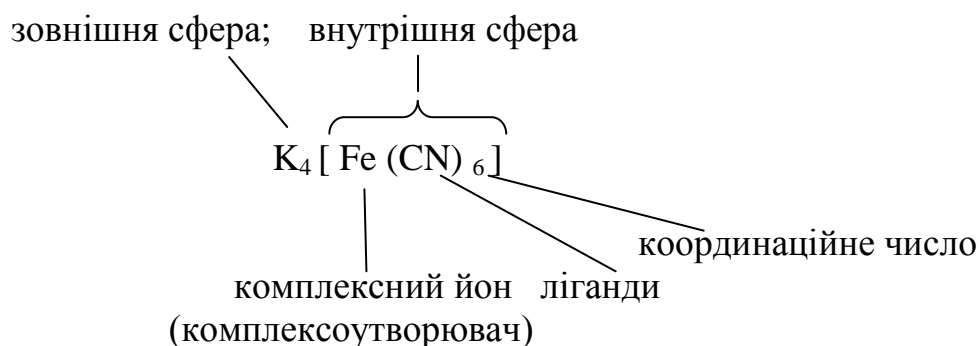 зовнішня сфера; внутрішня сфера
K₄ [ Fe (CN) ₆ ]
координаційне число
комплексний йон ліганди
(комплексоутворювач)